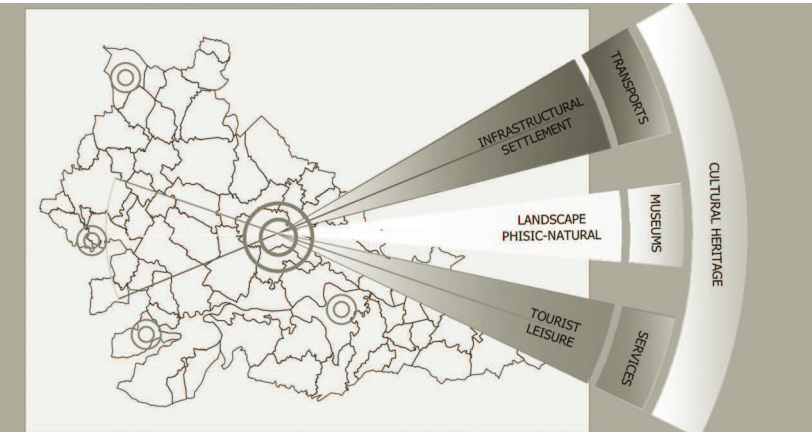 TRANSPORTS
INFRASTRUCTURAL
SETTLEMENT
CULTURAL HERITAGE
LANDSCAPE
PHISIC-NATURAL
MUSEUMS
TOURIST
LEISURE
SERVICES